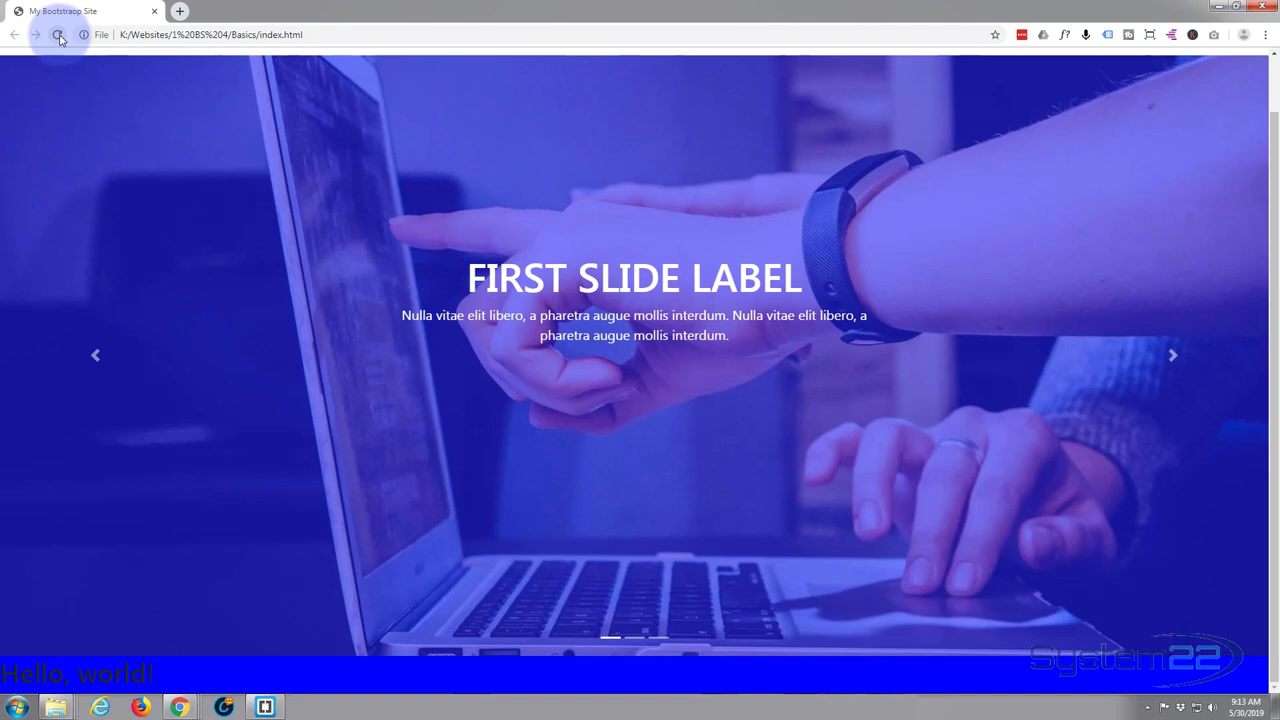 My Bootstraop Site
File
K:/Websites/1%20BS%204/Basics/index.html
f?
FIRST SLIDE LABEL
Nulla vitae elit libero, a pharetra augue mollis interdum. Nulla vitae elit libero, a
pharetra augue mollis interdum.
Hello, world!
System22
9:13 AM
5/30/2019